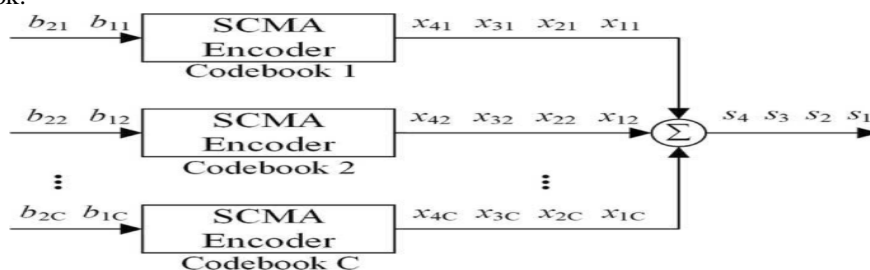 ok.
b21 b11 SCMA Encoder x41 x31 x21 x11
Codebook 1
b22 b12 SCMA Encoder x42 x32 x22 x12 Σ s4 s3 s2 s1
Codebook 2
b2C b1C SCMA Encoder x4C x3C x2C x1C
Codebook C